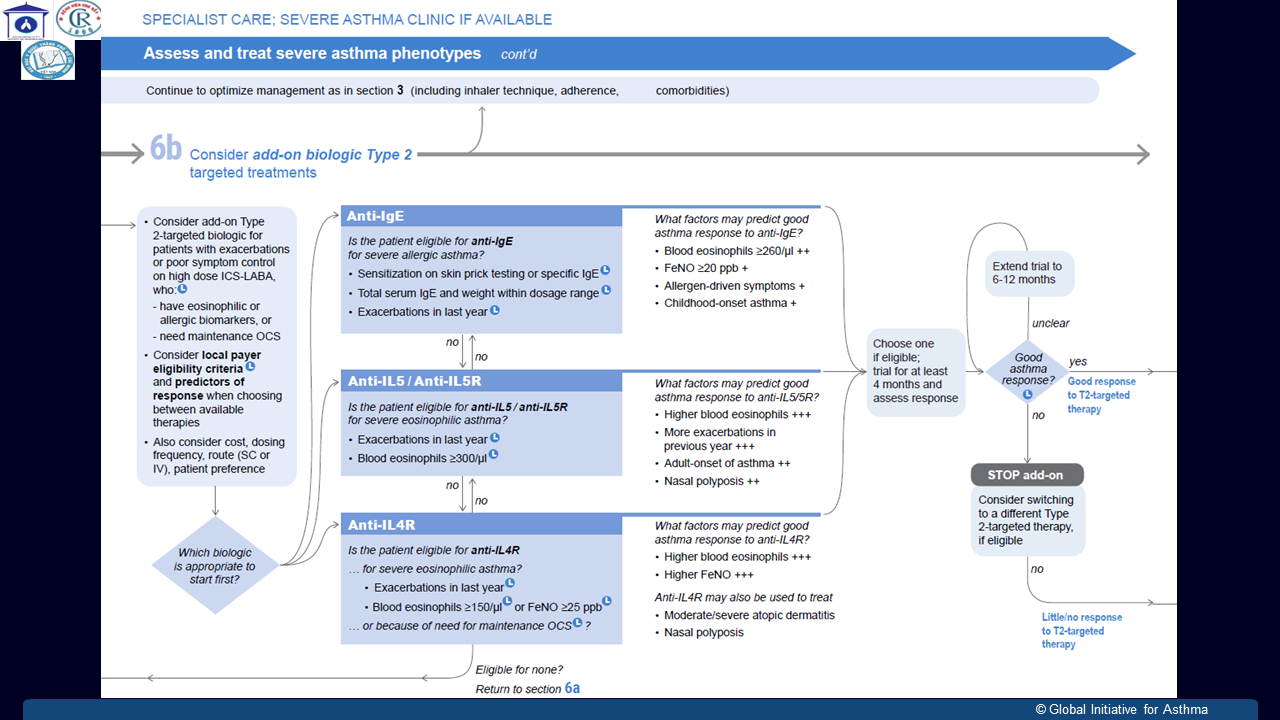 SPECIALIST CARE; SEVERE ASTHMA CLINIC IF AVAILABLE
Assess and treat severe asthma phenotypes cont'd
Continue to optimize management as in section 3 (including inhaler technique, adherence, comorbidities)
6b Consider add-on biologic Type 2
targeted treatments
• Consider add-on Type
2-targeted biologic for
patients with exacerbations
or poor symptom control
on high dose ICS-LABA,
who:
- have eosinophilic or
allergic biomarkers, or
- need maintenance OCS
• Consider local payer
eligibility criteria
and predictors of
response when choosing
between available
therapies
• Also consider cost, dosing
frequency, route (SC or
IV), patient preference
Which biologic
is appropriate to
start first?
Anti-IgE
Is the patient eligible for anti-IgE
for severe allergic asthma?
• Sensitization on skin prick testing or specific IgE
• Total serum IgE and weight within dosage range
• Exacerbations in last year
What factors may predict good
asthma response to anti-IgE?
• Blood eosinophils ≥260/µl ++
• FeNO ≥20 ppb +
• Allergen-driven symptoms +
• Childhood-onset asthma +
no
no
Anti-IL5 / Anti-IL5R
Is the patient eligible for anti-IL5 / anti-IL5R
for severe eosinophilic asthma?
• Exacerbations in last year
• Blood eosinophils ≥300/µl
What factors may predict good
asthma response to anti-IL5/5R?
• Higher blood eosinophils +++
• More exacerbations in
previous year +++
• Adult-onset of asthma ++
• Nasal polyposis ++
no
no
Anti-IL4R
Is the patient eligible for anti-IL4R
… for severe eosinophilic asthma?
• Exacerbations in last year
• Blood eosinophils ≥150/µl or FeNO ≥25 ppb
… or because of need for maintenance OCS ?
What factors may predict good
asthma response to anti-IL4R?
• Higher blood eosinophils +++
• Higher FeNO +++
Anti-IL4R may also be used to treat
• Moderate/severe atopic dermatitis
• Nasal polyposis
Eligible for none?
Return to section 6a
Choose one
if eligible;
trial for at least
4 months and
assess response
Extend trial to
6-12 months
unclear
Good
asthma
response?
yes
Good response
to T2-targeted
therapy
no
STOP add-on
Consider switching
to a different Type
2-targeted therapy,
if eligible
no
Little/no response
to T2-targeted
therapy
© Global Initiative for Asthma